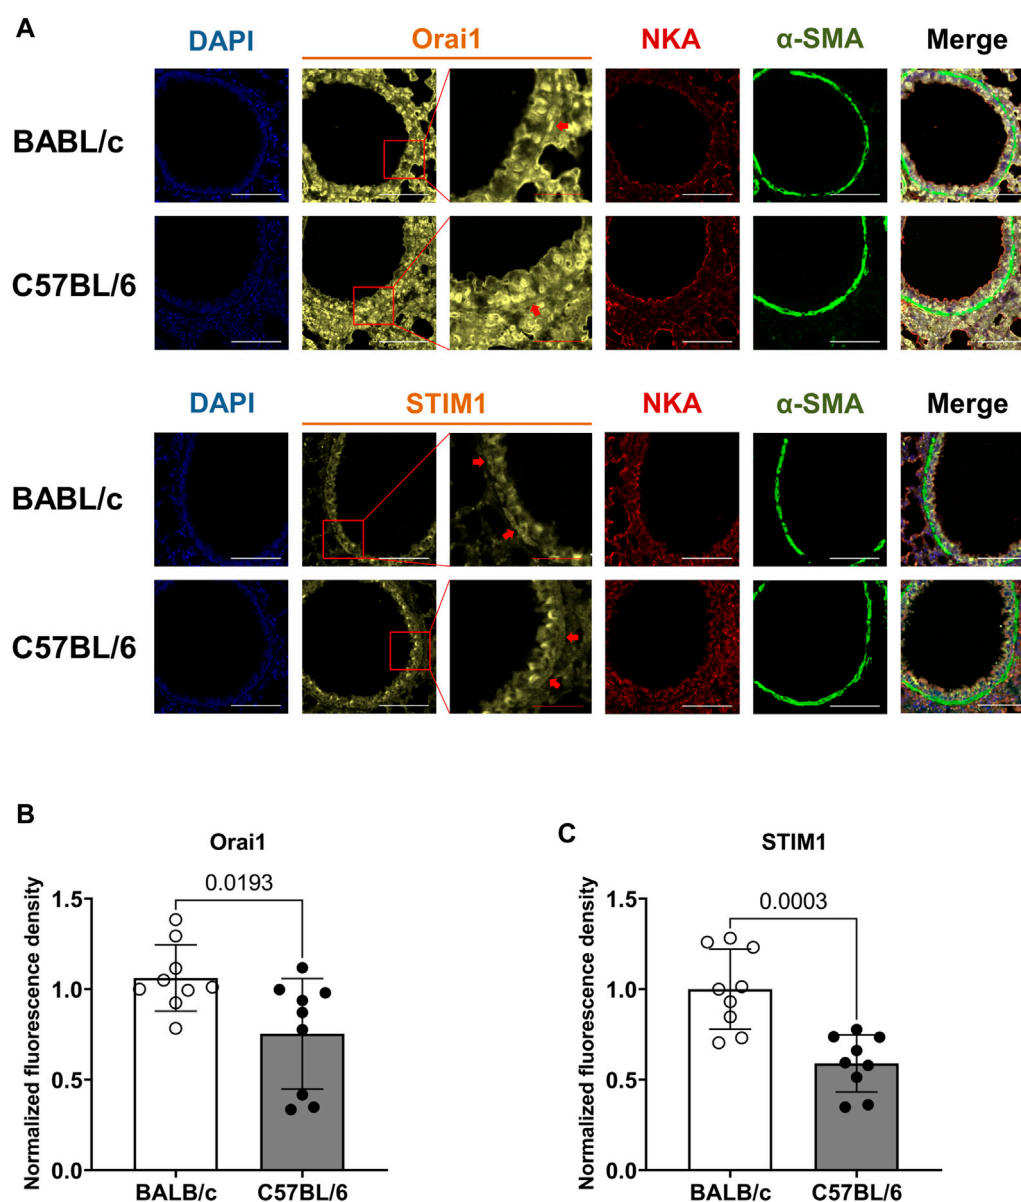 A
DAPI Orai1 NKA α-SMA Merge
BABL/c
C57BL/6
DAPI STIM1 NKA α-SMA Merge
BABL/c
C57BL/6
B
Orai1
0.0193
Normalized fluorescence density
1.5
1.0
0.5
0.0
BALB/c C57BL/6
C
STIM1
0.0003
Normalized fluorescence density
1.5
1.0
0.5
0.0
BALB/c C57BL/6